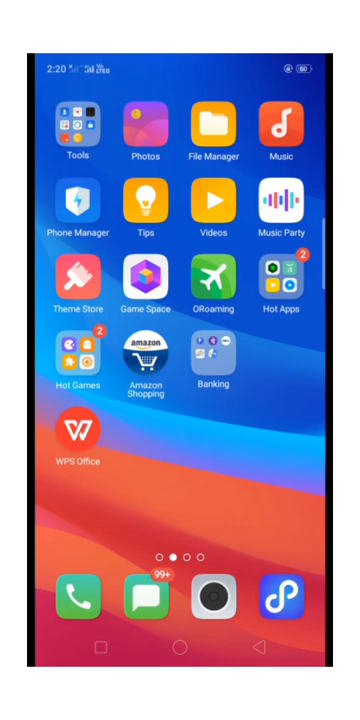 2:20
60
Tools
Photos
File Manager
Music
Phone Manager
Tips
Videos
Music Party
Theme Store
Game Space
ORoaming
2
Hot Apps
2
Hot Games
amazon
Amazon
Shopping
Banking
WPS Office
99+